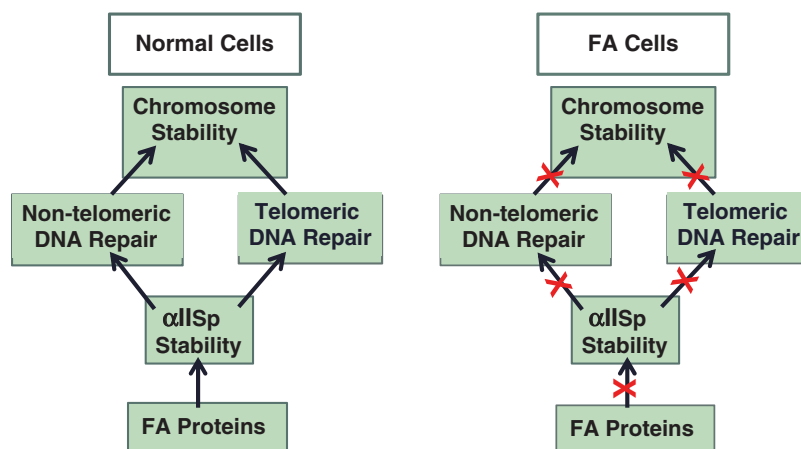 Normal Cells
Chromosome
Stability
Non-telomeric
DNA Repair
Telomeric
DNA Repair
αIISp
Stability
FA Proteins
FA Cells
Chromosome
Stability
Non-telomeric
DNA Repair
Telomeric
DNA Repair
αIISp
Stability
FA Proteins